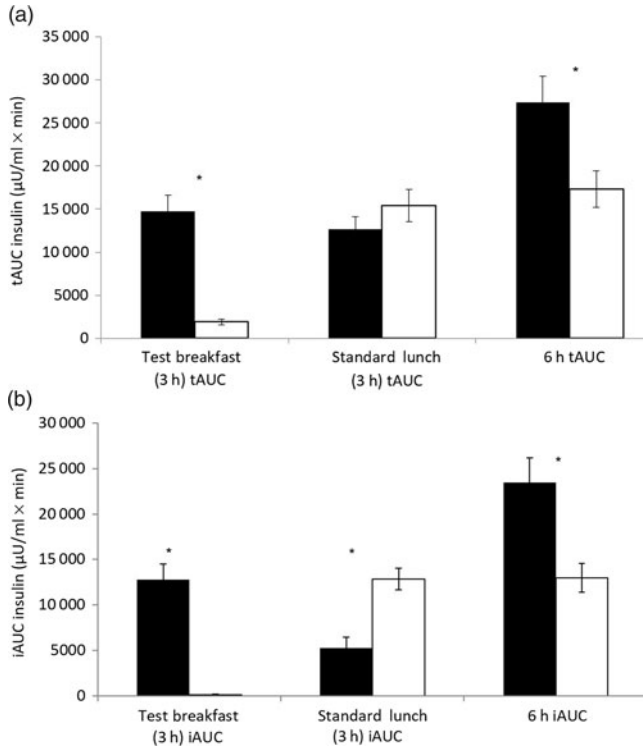 (a)
40 000
35 000
30 000
25 000
20 000
15 000
10 000
5000
0
tAUC insulin (µU/ml × min)
*
*
Test breakfast
(3 h) tAUC
Standard lunch
(3 h) tAUC
6 h tAUC
(b)
30 000
25 000
20 000
15 000
10 000
5000
0
iAUC insulin (µU/ml × min)
*
*
*
Test breakfast
(3 h) iAUC
Standard lunch
(3 h) iAUC
6 h iAUC